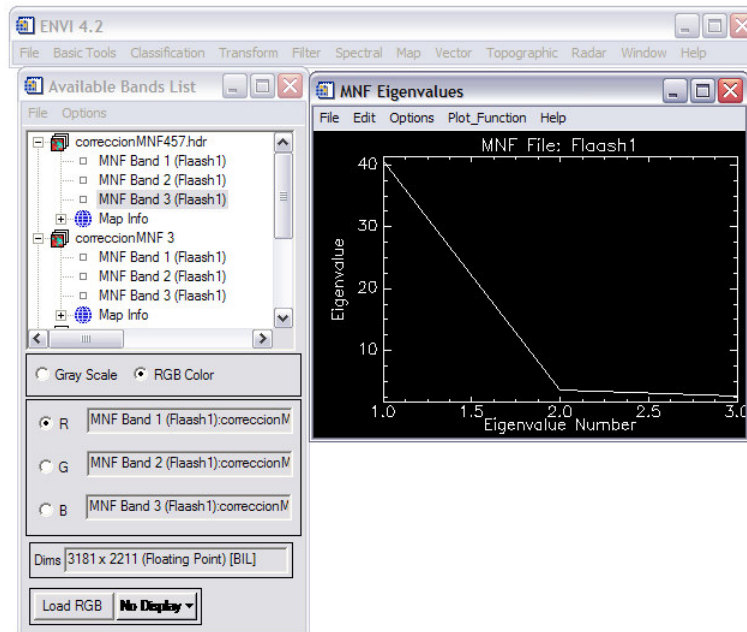 ENVI 4.2
File Basic Tools Classification Transform Filter Spectral Map Vector Topographic Radar Window Help
Available Bands List
File Options
correccionMNF457.hdr
MNF Band 1 (Flaash1)
MNF Band 2 (Flaash1)
MNF Band 3 (Flaash1)
Map Info
correccionMNF 3
MNF Band 1 (Flaash1)
MNF Band 2 (Flaash1)
MNF Band 3 (Flaash1)
Map Info
Gray Scale RGB Color
R MNF Band 1 (Flaash1):correccionM
G MNF Band 2 (Flaash1):correccionM
B MNF Band 3 (Flaash1):correccionM
Dims 3181 x 2211 (Floating Point) [BIL]
Load RGB No Display
MNF Eigenvalues
File Edit Options Plot_Function Help
MNF File: Flaash1
40
30
20
10
Eigenvalue
1.0 1.5 2.0 2.5 3.0
Eigenvalue Number